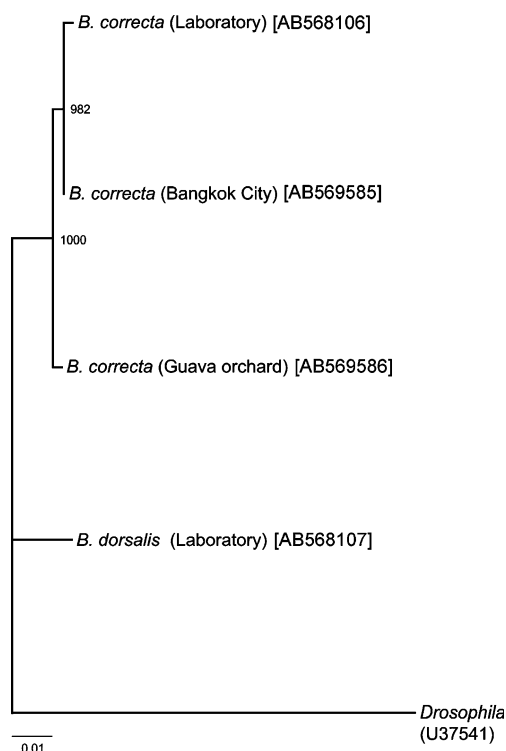 B. correcta (Laboratory) [AB568106]
982
B. correcta (Bangkok City) [AB569585]
1000
B. correcta (Guava orchard) [AB569586]
B. dorsalis (Laboratory) [AB568107]
Drosophila
(U37541)
0.01